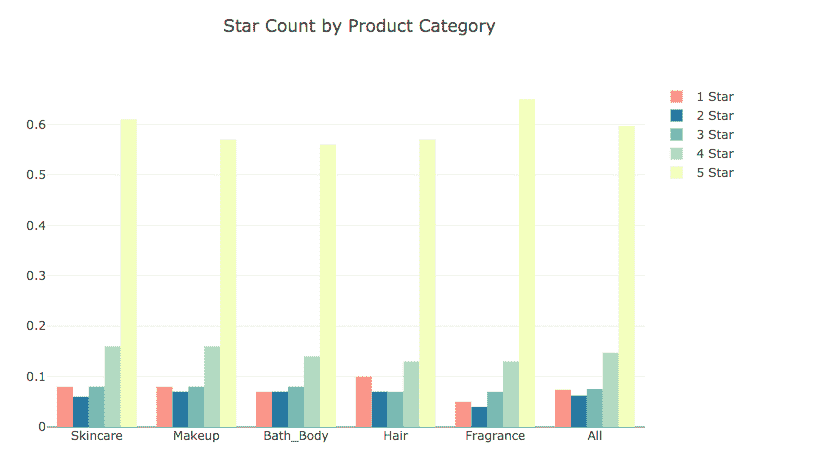 Star Count by Product Category
1 Star
2 Star
3 Star
4 Star
5 Star
0.6
0.5
0.4
0.3
0.2
0.1
0
Skincare Makeup Bath_Body Hair Fragrance All